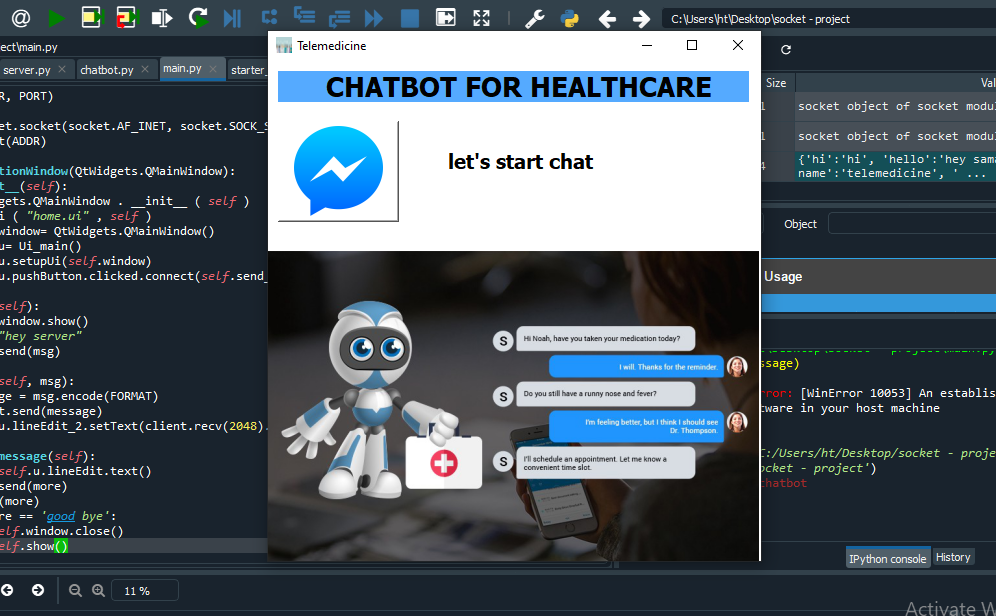 C:\Users\ht\Desktop\socket - project
ect\main.py
server.py
chatbot.py
main.py
starter_
R, PORT)
et.socket(socket.AF_INET, socket.SOCK_S
t(ADDR)
tionWindow(QtWidgets.QMainWindow):
t__(self):
gets.QMainWindow . __init__ ( self )
i ( "home.ui" , self )
window= QtWidgets.QMainWindow()
u= Ui_main()
u.setupUi(self.window)
u.pushButton.clicked.connect(self.send_
self):
window.show()
"hey server"
send(msg)
self, msg):
ge = msg.encode(FORMAT)
t.send(message)
u.lineEdit_2.setText(client.recv(2048).
message(self):
self.u.lineEdit.text()
send(more)
(more)
re == 'good bye':
elf.window.close()
elf.show()
11 %
Telemedicine
CHATBOT FOR HEALTHCARE
let's start chat
S
Hi Noah, have you taken your medication today?
I will. Thanks for the reminder.
S
Do you still have a runny nose and fever?
I'm feeling better, but I think I should see
Dr. Thompson.
S
I'll schedule an appointment. Let me know a
convenient time slot.
Size
Val
1
socket object of socket modul
1
socket object of socket modul
4
{'hi':'hi', 'hello':'hey sama
name':'telemedicine', ' ...
Object
Usage
ssage)
ror: [WinError 10053] An establis
tware in your host machine
C:/Users/ht/Desktop/socket - proje
ocket - project')
chatbot
IPython console
History
Activate W